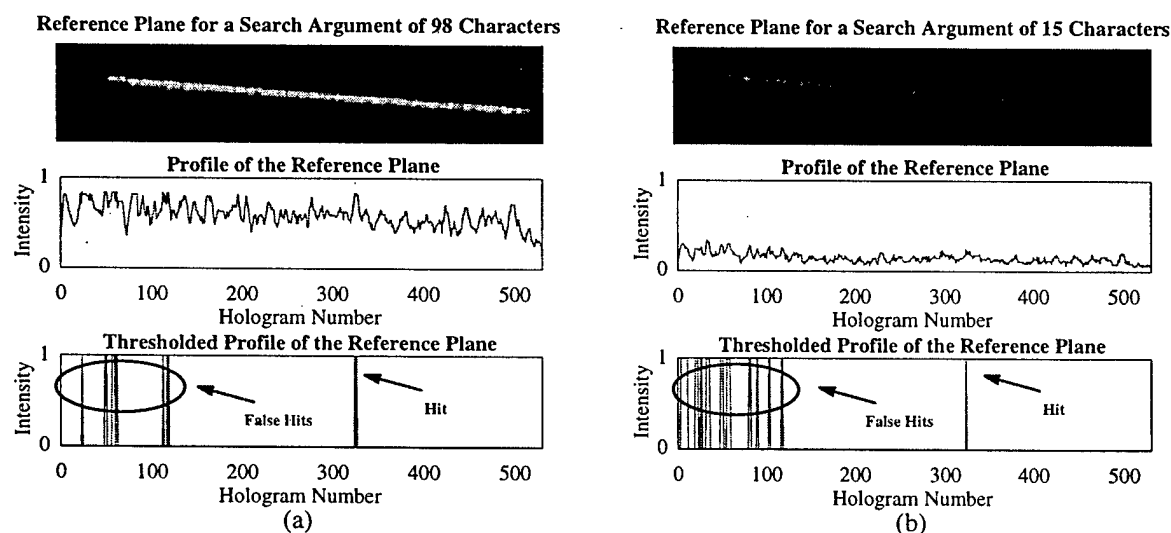 Reference Plane for a Search Argument of 98 Characters
Profile of the Reference Plane
1
Intensity
0
0 100 200 300 400 500
Hologram Number
Thresholded Profile of the Reference Plane
1
Intensity
0
False Hits
Hit
0 100 200 300 400 500
Hologram Number
(a)
Reference Plane for a Search Argument of 15 Characters
Profile of the Reference Plane
1
Intensity
0
0 100 200 300 400 500
Hologram Number
Thresholded Profile of the Reference Plane
1
Intensity
0
False Hits
Hit
0 100 200 300 400 500
Hologram Number
(b)